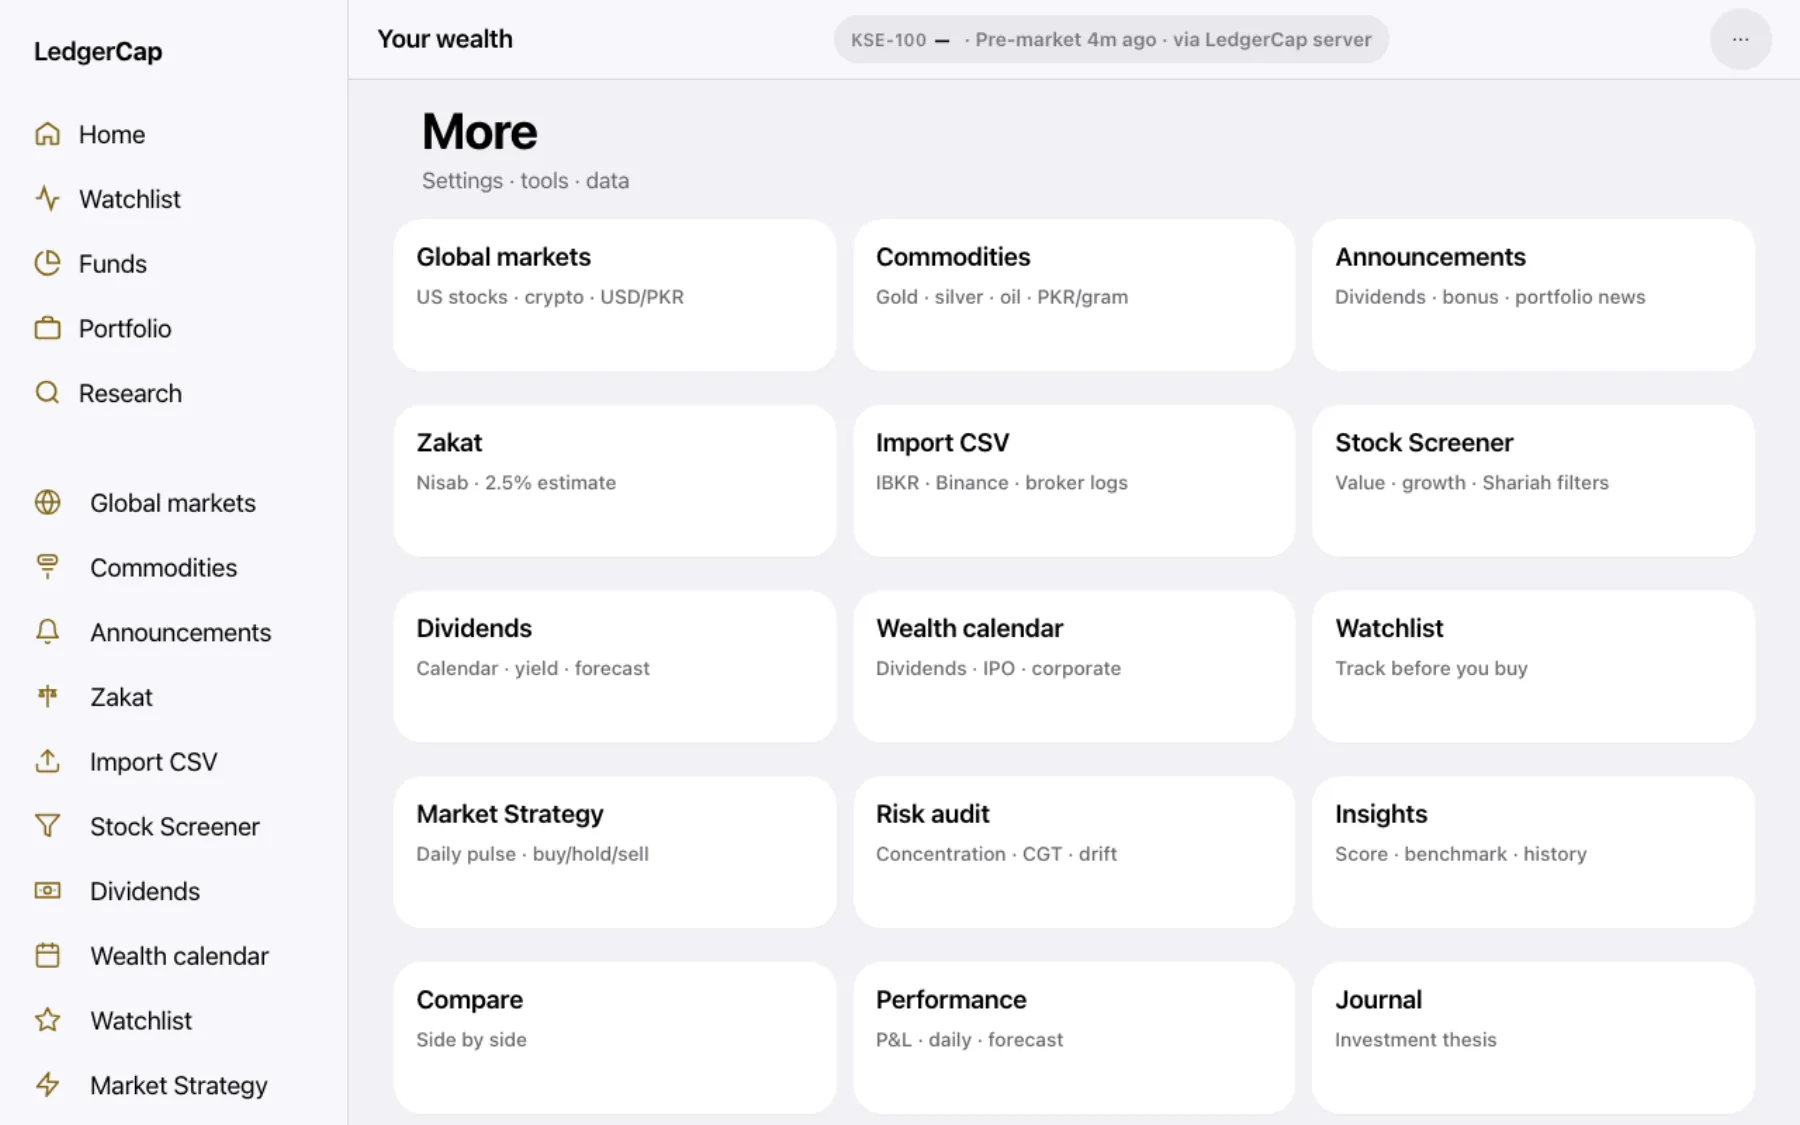 LedgerCap
Home
Watchlist
Funds
Portfolio
Research
Global markets
Commodities
Announcements
Zakat
Import CSV
Stock Screener
Dividends
Wealth calendar
Watchlist
Market Strategy
Your wealth
KSE-100 — · Pre-market 4m ago · via LedgerCap server
...
More
Settings · tools · data
Global markets
US stocks · crypto · USD/PKR
Commodities
Gold · silver · oil · PKR/gram
Announcements
Dividends · bonus · portfolio news
Zakat
Nisab · 2.5% estimate
Import CSV
IBKR · Binance · broker logs
Stock Screener
Value · growth · Shariah filters
Dividends
Calendar · yield · forecast
Wealth calendar
Dividends · IPO · corporate
Watchlist
Track before you buy
Market Strategy
Daily pulse · buy/hold/sell
Risk audit
Concentration · CGT · drift
Insights
Score · benchmark · history
Compare
Side by side
Performance
P&L · daily · forecast
Journal
Investment thesis